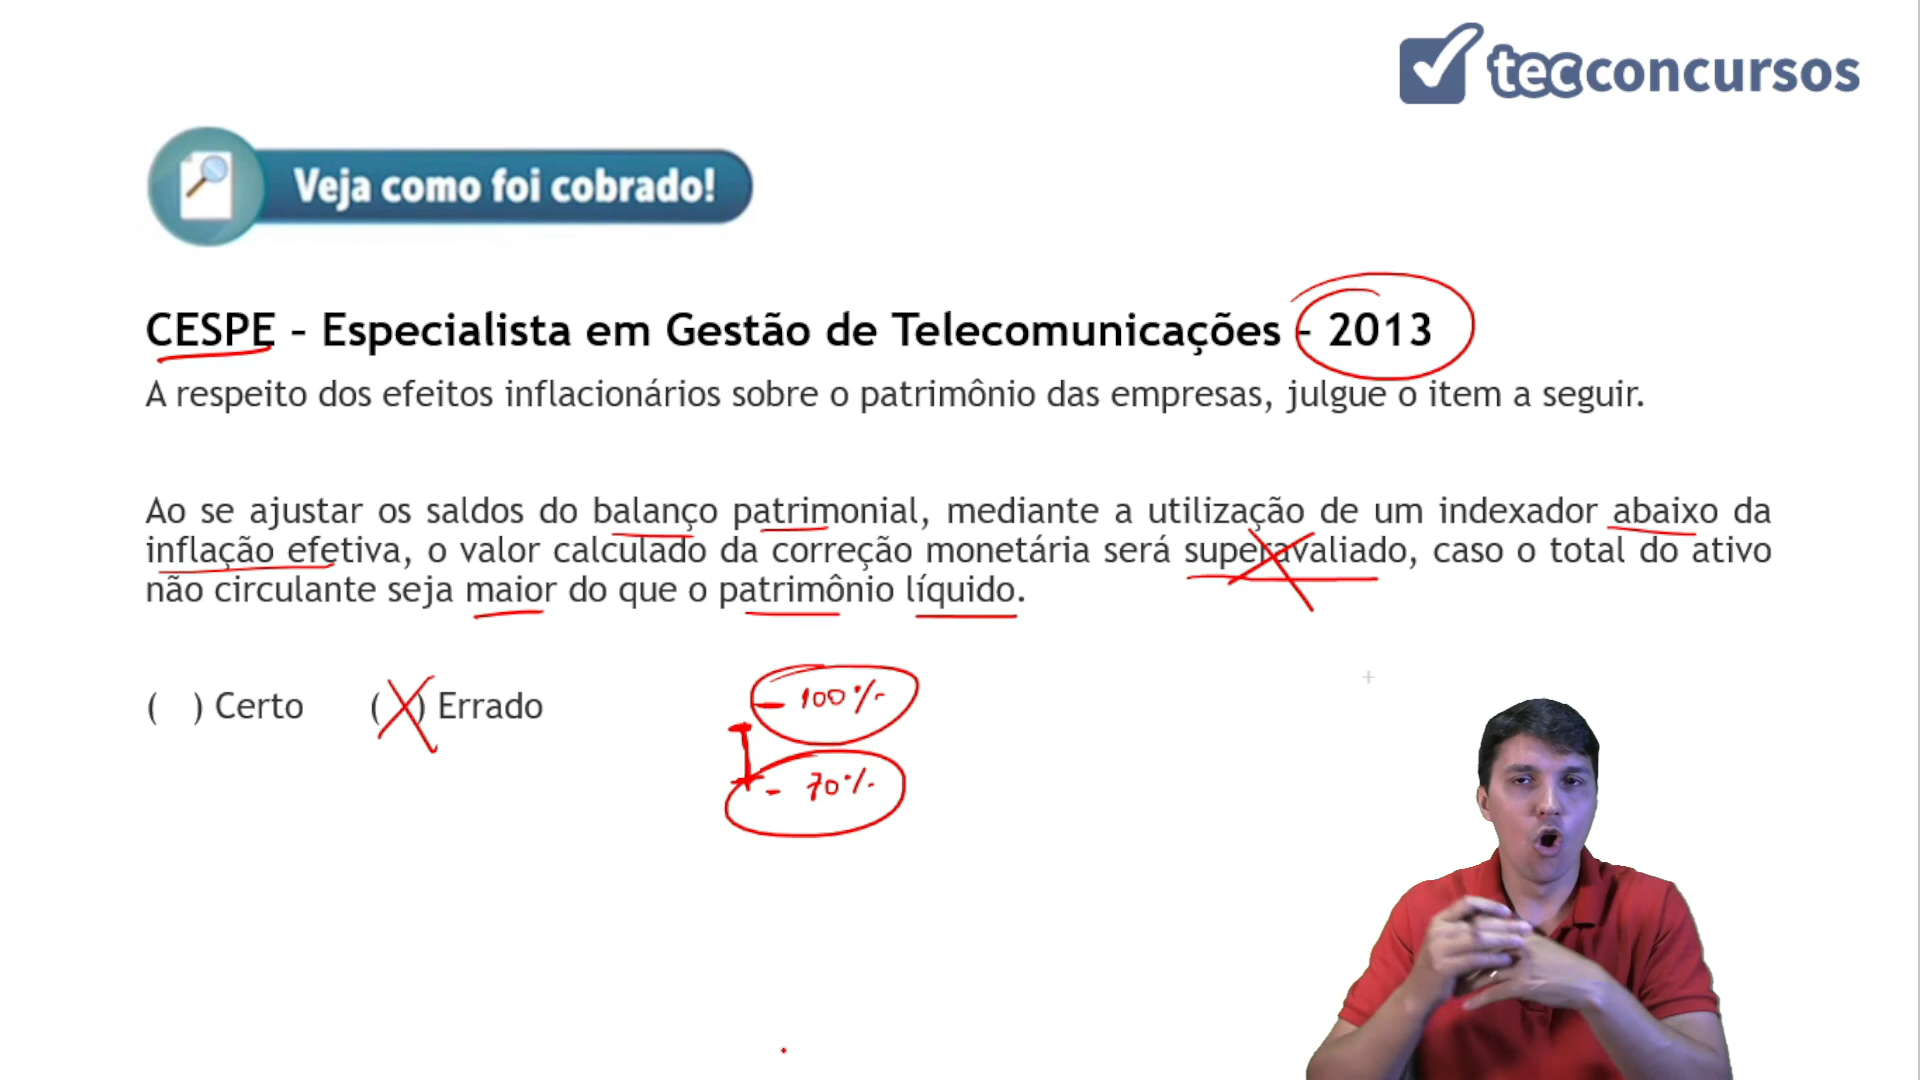 tecconcursos
Veja como foi cobrado!
CESPE – Especialista em Gestão de Telecomunicações – 2013
A respeito dos efeitos inflacionários sobre o patrimônio das empresas, julgue o item a seguir.
Ao se ajustar os saldos do balanço patrimonial, mediante a utilização de um indexador abaixo da
inflação efetiva, o valor calculado da correção monetária será superavaliado, caso o total do ativo
não circulante seja maior do que o patrimônio líquido.
( ) Certo (X) Errado
- 100%
- 70%